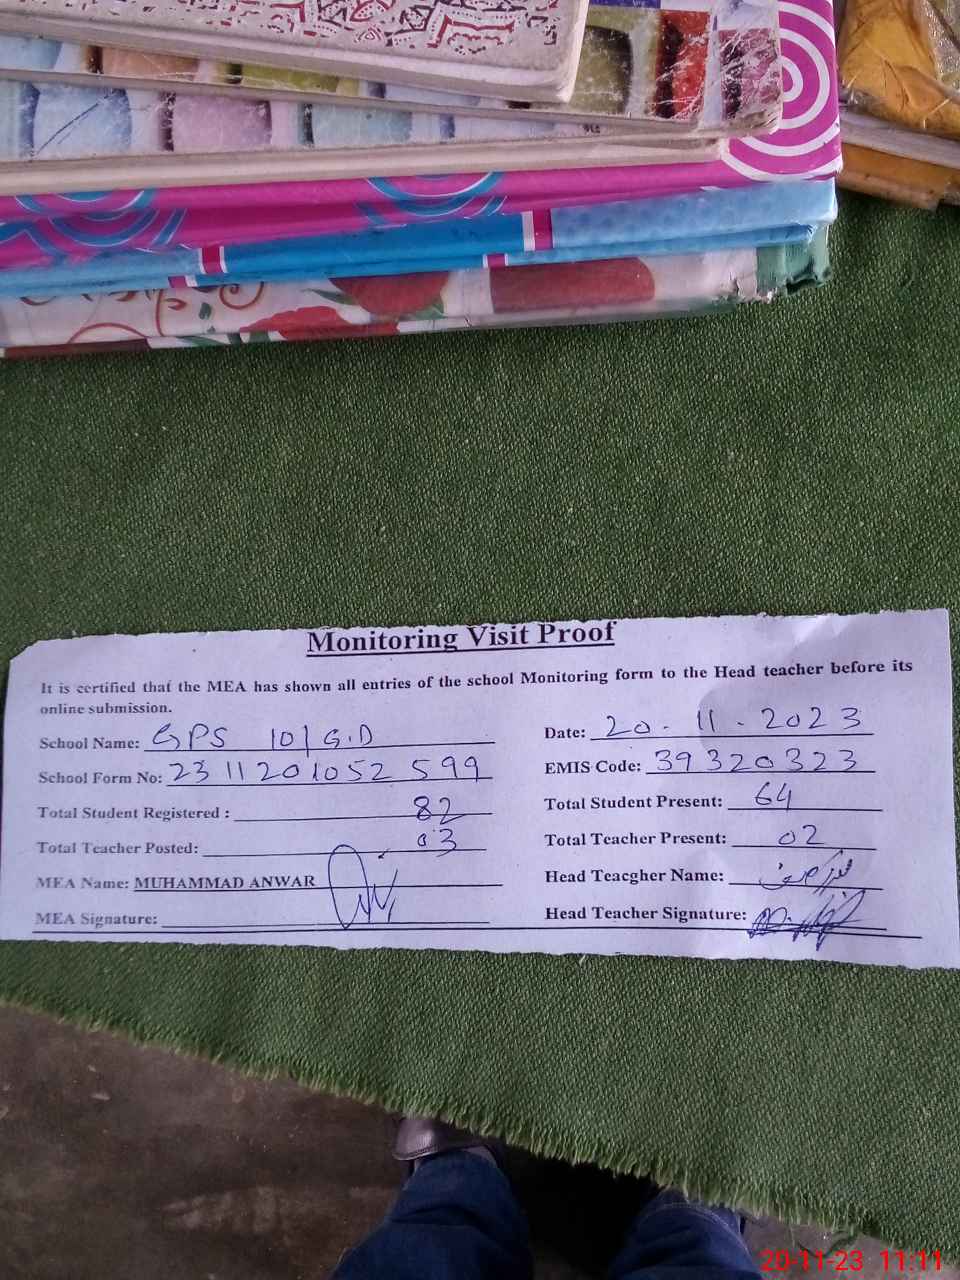 Monitoring Visit Proof
It is certified that the MEA has shown all entries of the school Monitoring form to the Head teacher before its
online submission.
School Name: GPS 10/G.D
Date: 20-11-2023
School Form No: 2311201052599
EMIS Code: 39320323
Total Student Registered : 82
Total Student Present: 64
Total Teacher Posted: 03
Total Teacher Present: 02
MEA Name: MUHAMMAD ANWAR
Head Teacgher Name:
MEA Signature:
Head Teacher Signature:
20-11-23 11:11